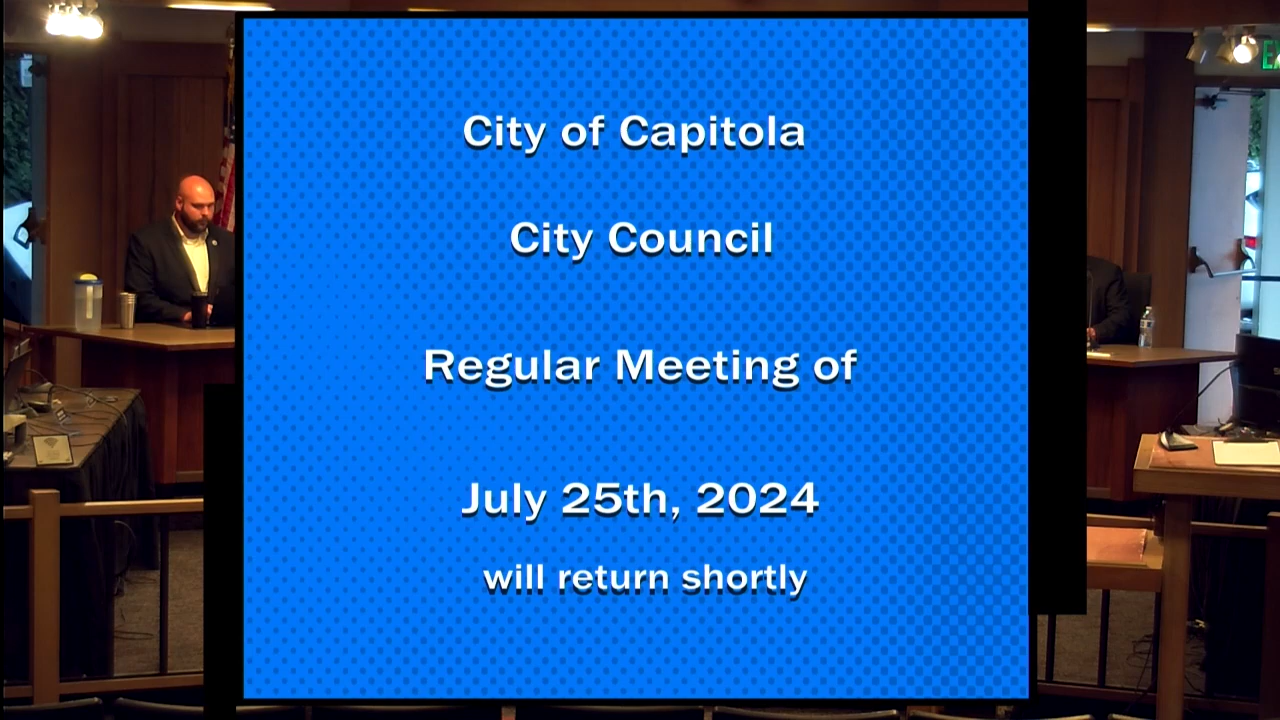 City of Capitola
City Council
Regular Meeting of
July 25th, 2024
will return shortly